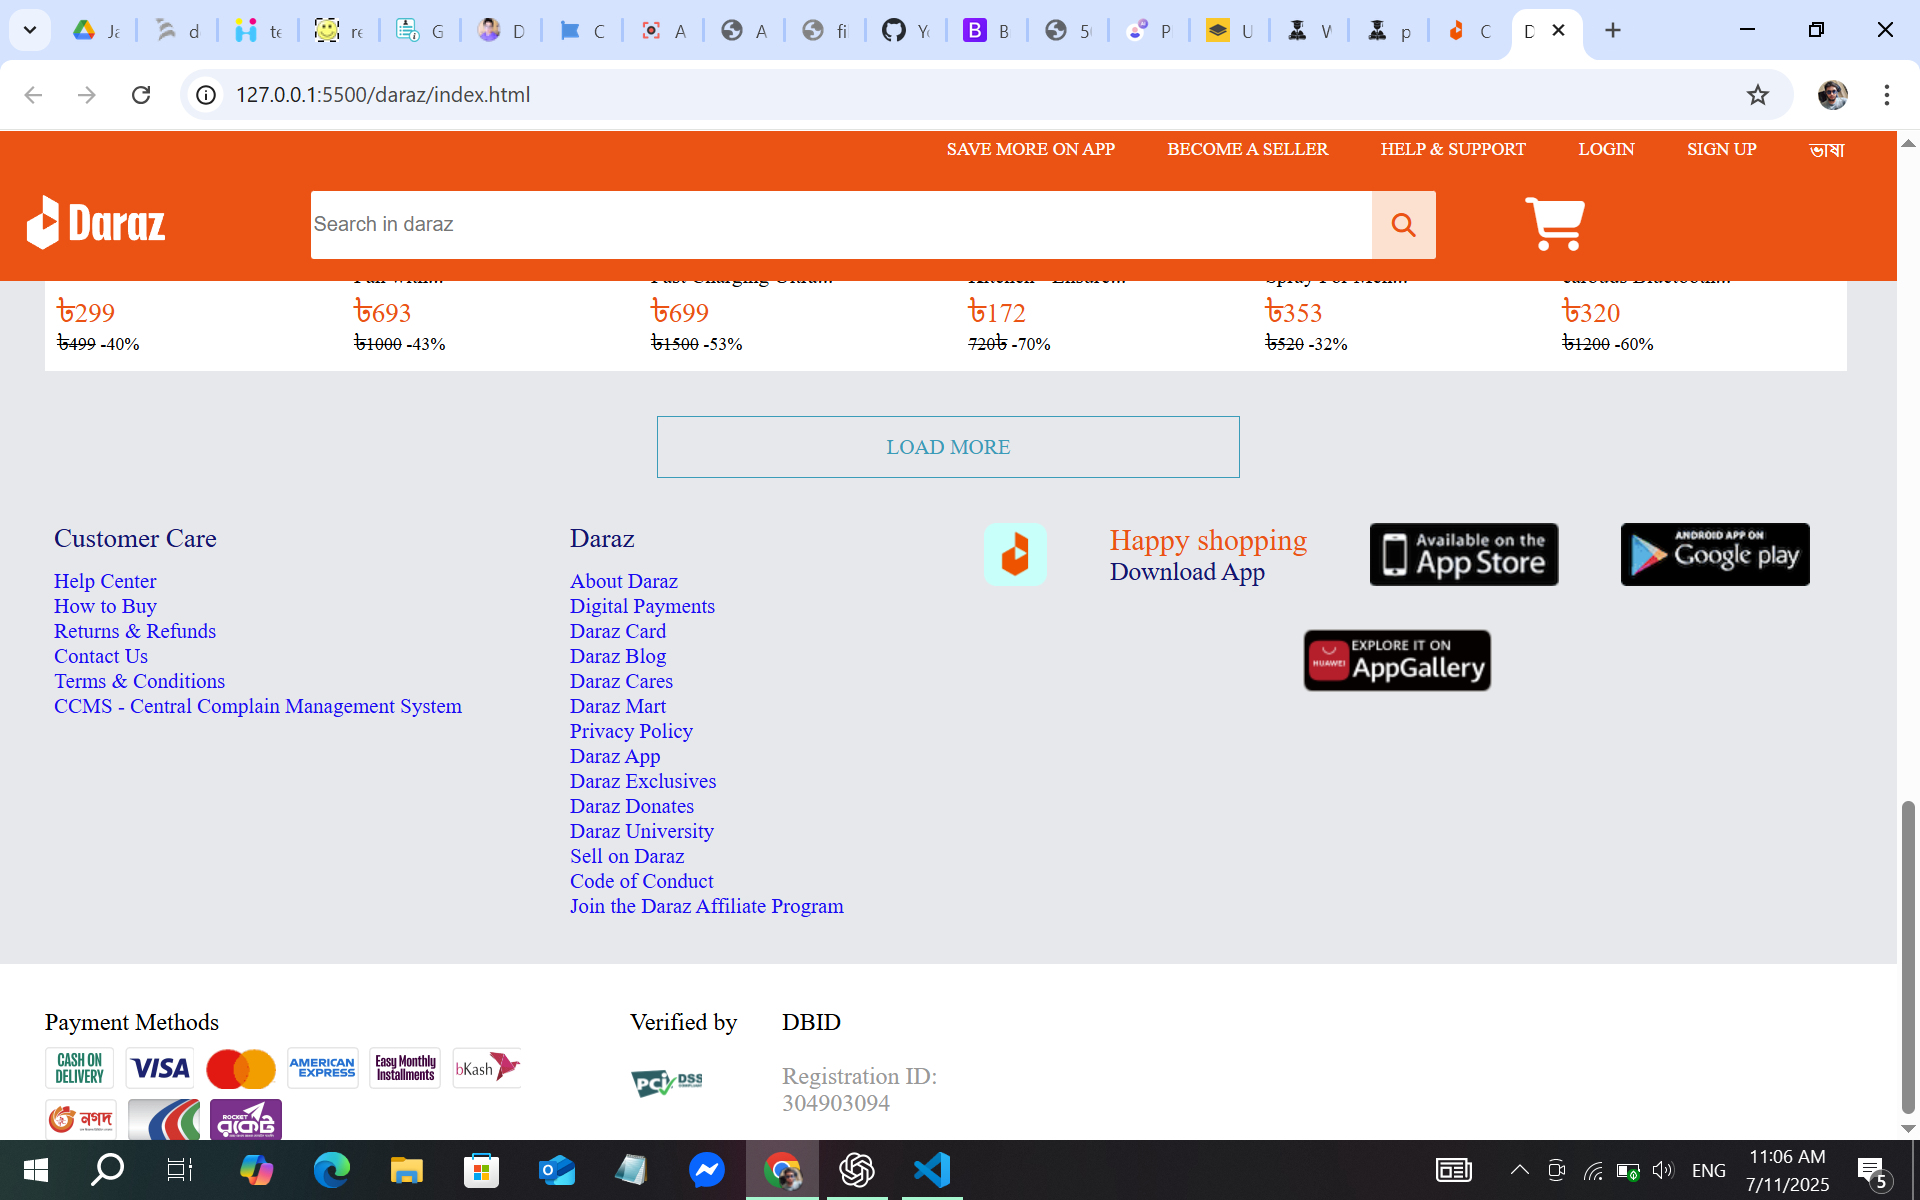 Ja
d
te
re
G
D
C
A
A
fi
Yo
B
5
P
U
W
p
C
D
127.0.0.1:5500/daraz/index.html
SAVE MORE ON APP BECOME A SELLER HELP & SUPPORT LOGIN SIGN UP ভাষা
Daraz
Search in daraz
৳299 ৳693 ৳699 ৳172 ৳353 ৳320
৳499 -40% ৳1000 -43% ৳1500 -53% 720৳ -70% ৳520 -32% ৳1200 -60%
LOAD MORE
Customer Care
Help Center
How to Buy
Returns & Refunds
Contact Us
Terms & Conditions
CCMS - Central Complain Management System
Daraz
About Daraz
Digital Payments
Daraz Card
Daraz Blog
Daraz Cares
Daraz Mart
Privacy Policy
Daraz App
Daraz Exclusives
Daraz Donates
Daraz University
Sell on Daraz
Code of Conduct
Join the Daraz Affiliate Program
Happy shopping
Download App
Available on the
App Store
ANDROID APP ON
Google play
HUAWEI
EXPLORE IT ON
AppGallery
Payment Methods
CASH ON
DELIVERY
VISA
AMERICAN
EXPRESS
Easy Monthly
Installments
bKash
নগদ
ROCKET
রকেট
Verified by
PCI DSS
COMPLIANT
DBID
Registration ID:
304903094
ENG
11:06 AM
7/11/2025
5